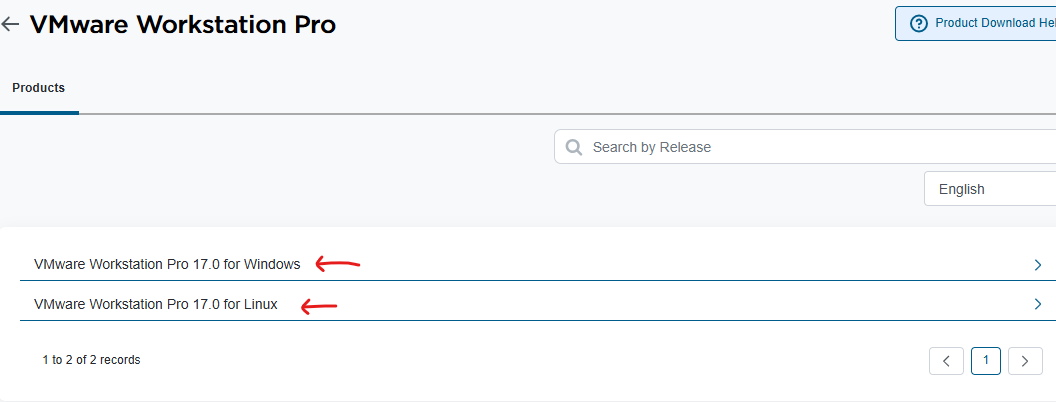 VMware Workstation Pro
Product Download Hel
Products
Search by Release
English
VMware Workstation Pro 17.0 for Windows
VMware Workstation Pro 17.0 for Linux
1 to 2 of 2 records
1